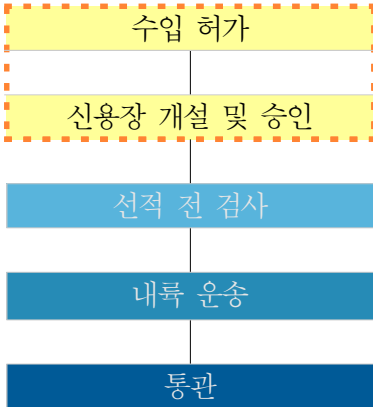 수입 허가
신용장 개설 및 승인
선적 전 검사
내륙 운송
통관